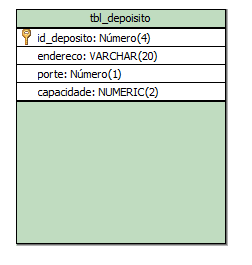 tbl_depoisito
id_deposito: Número(4)
endereco: VARCHAR(20)
porte: Número(1)
capacidade: NUMERIC(2)